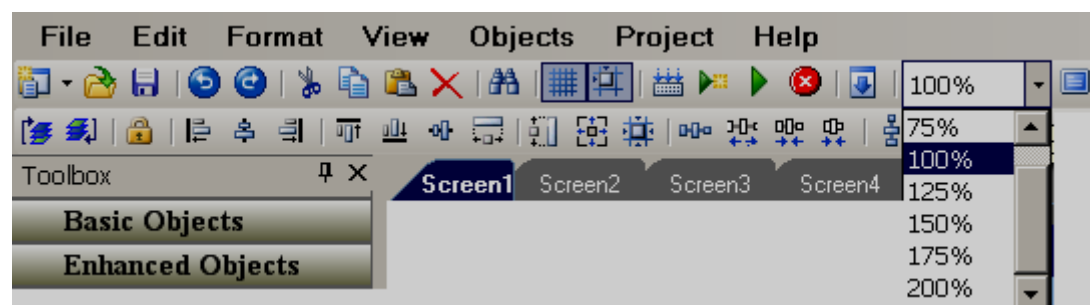 File Edit Format View Objects Project Help
100%
75%
100%
125%
150%
175%
200%
Toolbox
Screen1 Screen2 Screen3 Screen4
Basic Objects
Enhanced Objects